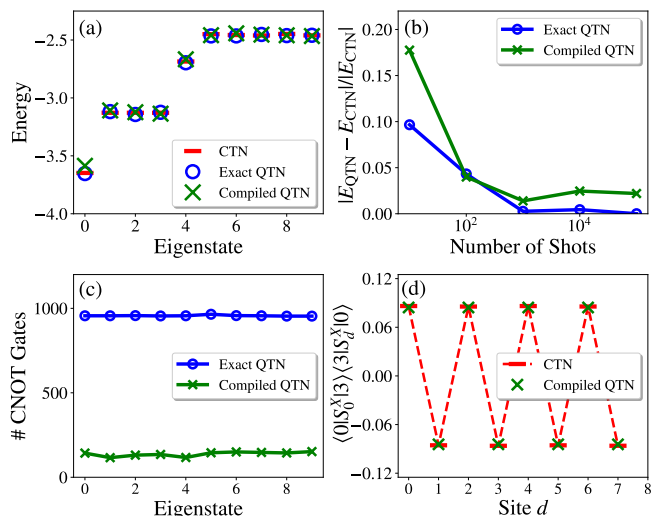 (a)
Energy
−2.5
−3.0
−3.5
−4.0
CTN
Exact QTN
Compiled QTN
0 2 4 6 8
Eigenstate
(b)
|E_QTN − E_CTN|/|E_CTN|
0.20
0.15
0.10
0.05
0.00
Exact QTN
Compiled QTN
10^2 10^4
Number of Shots
(c)
# CNOT Gates
1000
500
0
Exact QTN
Compiled QTN
0 2 4 6 8
Eigenstate
(d)
⟨0|S_0^X|3⟩⟨3|S_d^X|0⟩
0.12
0.06
0.00
−0.06
−0.12
CTN
Compiled QTN
0 1 2 3 4 5 6 7 8
Site d